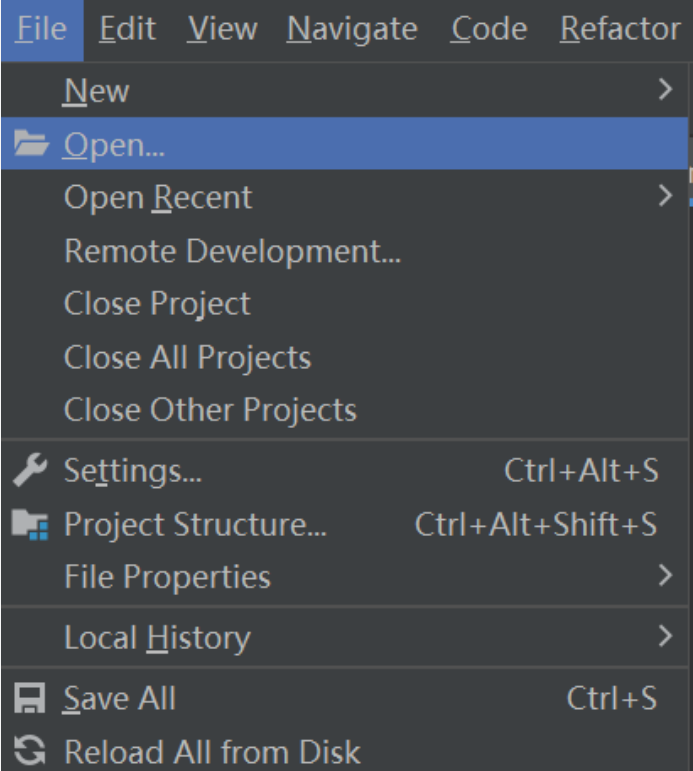 File Edit View Navigate Code Refactor
New
Open...
Open Recent
Remote Development...
Close Project
Close All Projects
Close Other Projects
Settings... Ctrl+Alt+S
Project Structure... Ctrl+Alt+Shift+S
File Properties
Local History
Save All Ctrl+S
Reload All from Disk